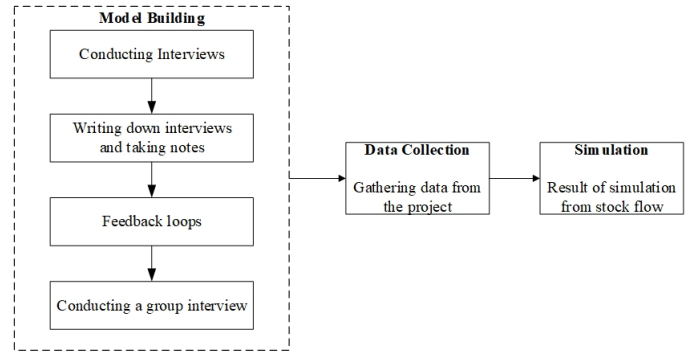 Model Building
Conducting Interviews
Writing down interviews
and taking notes
Feedback loops
Conducting a group interview
Data Collection
Gathering data from
the project
Simulation
Result of simulation
from stock flow